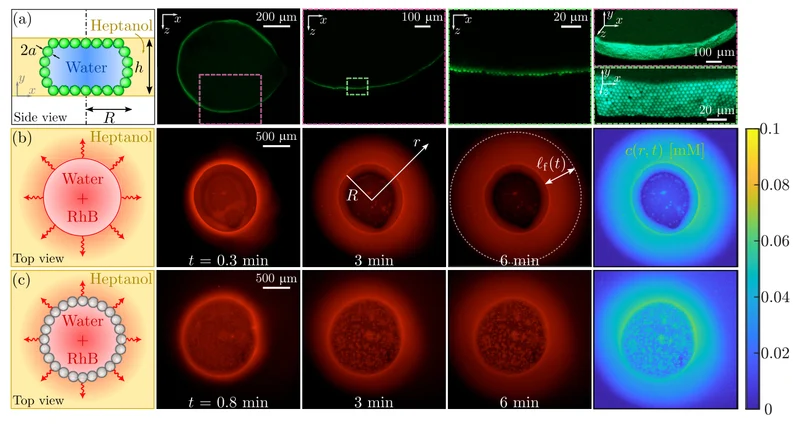 (a)
Heptanol
2a
Water
h
y
x
R
Side view
x
z
200 µm
x
z
100 µm
x
z
20 µm
y
x
z
100 µm
y
x
20 µm
(b)
Heptanol
Water
+
RhB
Top view
500 µm
t = 0.3 min
r
R
3 min
ℓf(t)
6 min
c(r, t) [mM]
(c)
Heptanol
Water
+
RhB
Top view
500 µm
t = 0.8 min
3 min
6 min
0.1
0.08
0.06
0.04
0.02
0